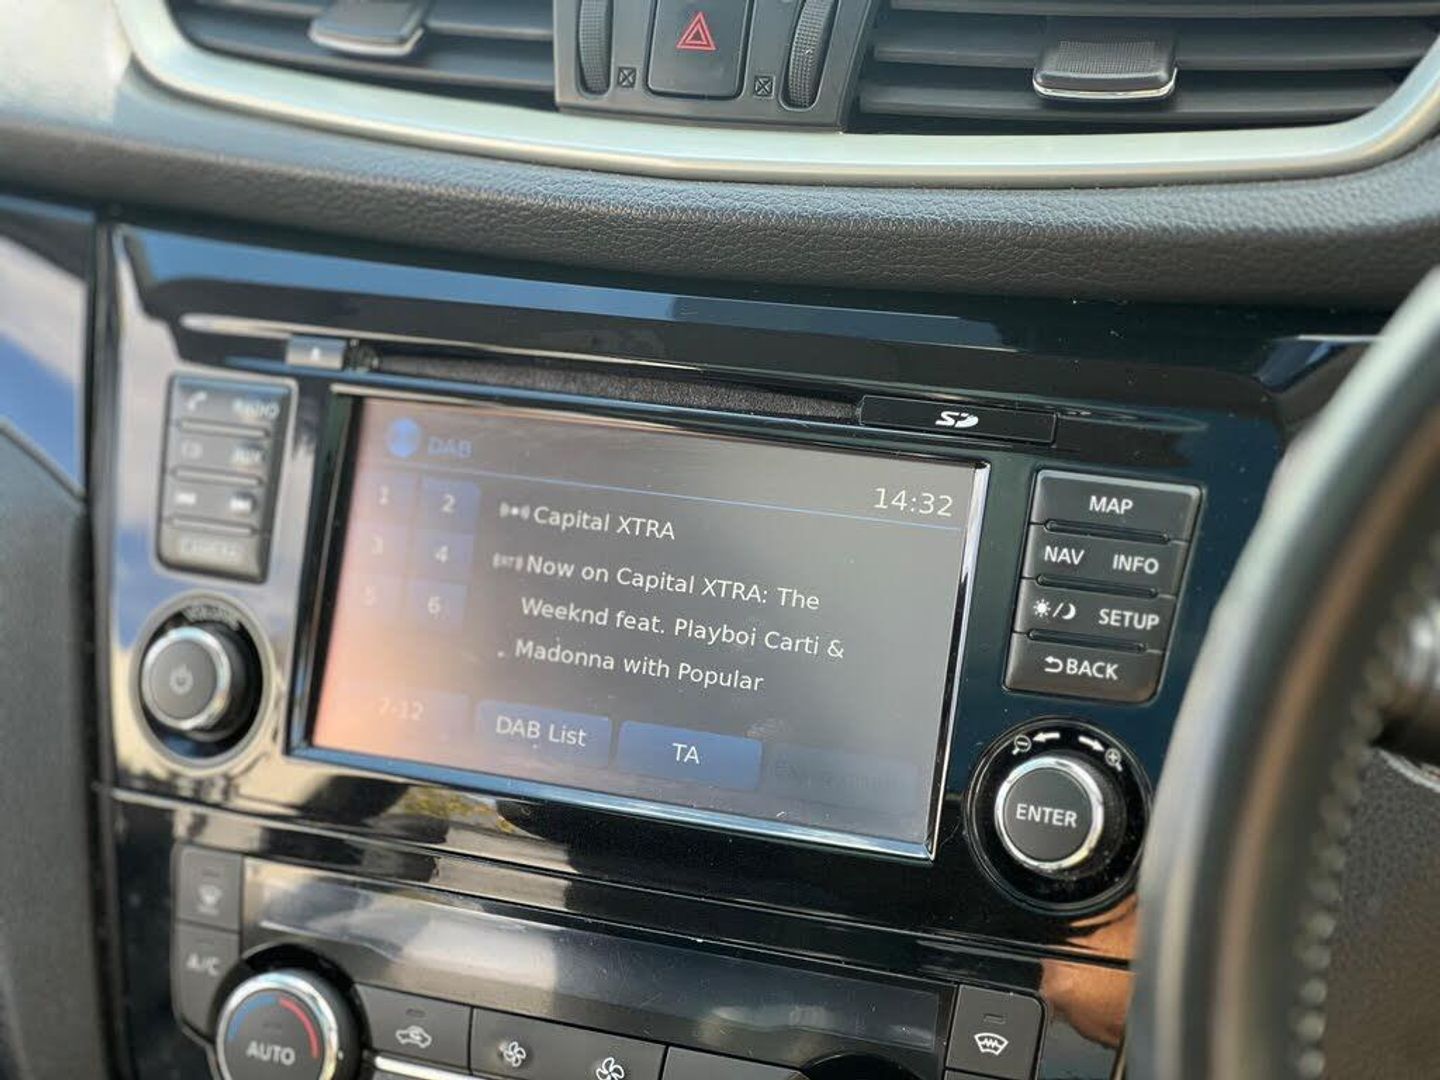 SD
RADIO
DAB
14:32
1 2
Capital XTRA
3 4
Now on Capital XTRA: The
5 6
Weeknd feat. Playboi Carti &
Madonna with Popular
7-12
DAB List
TA
MAP
NAV INFO
SETUP
BACK
ENTER
A/C
AUTO